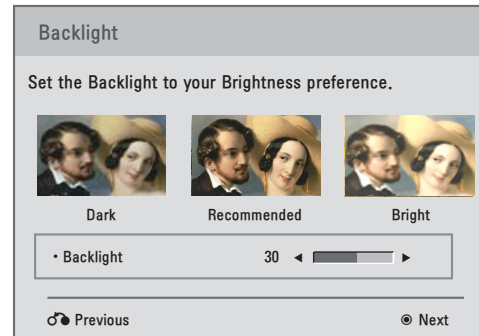 Backlight
Set the Backlight to your Brightness preference.
Dark Recommended Bright
• Backlight 30 ◄ ►
Previous ◉ Next